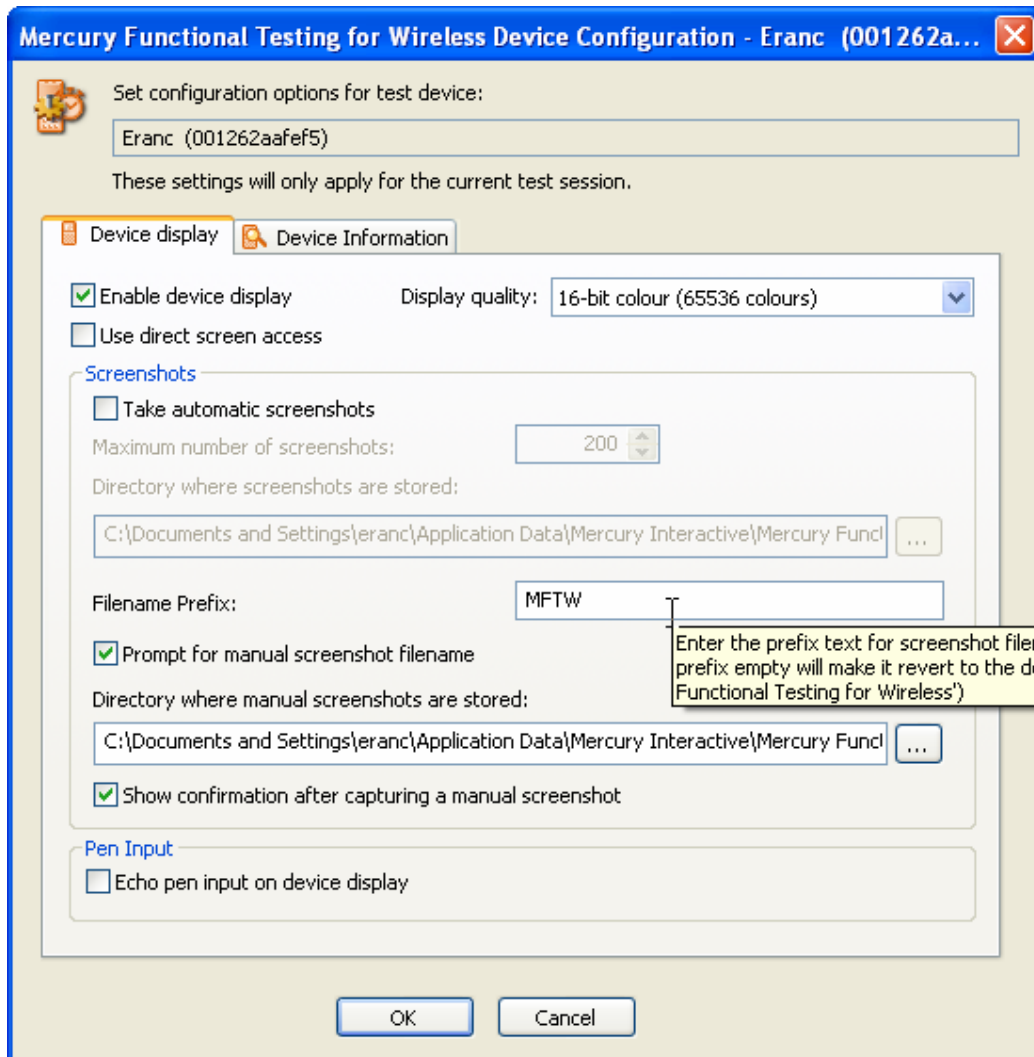 Mercury Functional Testing for Wireless Device Configuration - Eranc (001262a...
Set configuration options for test device:
Eranc (001262aafef5)
These settings will only apply for the current test session.
Device display
Device Information
Enable device display
Display quality:
16-bit colour (65536 colours)
Use direct screen access
Screenshots
Take automatic screenshots
Maximum number of screenshots:
200
Directory where screenshots are stored:
C:\Documents and Settings\eranc\Application Data\Mercury Interactive\Mercury Funct
...
Filename Prefix:
MFTW
Enter the prefix text for screenshot
prefix empty will make it revert to the
Functional Testing for Wireless')
Prompt for manual screenshot filename
Directory where manual screenshots are stored:
C:\Documents and Settings\eranc\Application Data\Mercury Interactive\Mercury Funct
...
Show confirmation after capturing a manual screenshot
Pen Input
Echo pen input on device display
OK
Cancel